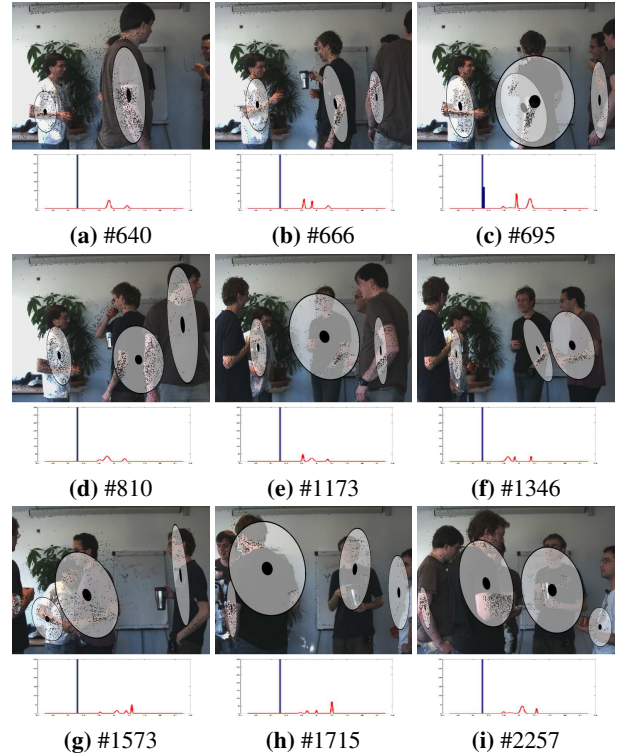 (a) #640
(b) #666
(c) #695
(d) #810
(e) #1173
(f) #1346
(g) #1573
(h) #1715
(i) #2257